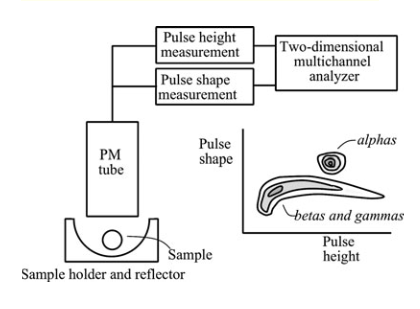 Pulse height
measurement
Two-dimensional
multichannel
analyzer
Pulse shape
measurement
PM
tube
Pulse
shape
alphas
betas and gammas
Pulse
height
Sample
Sample holder and reflector